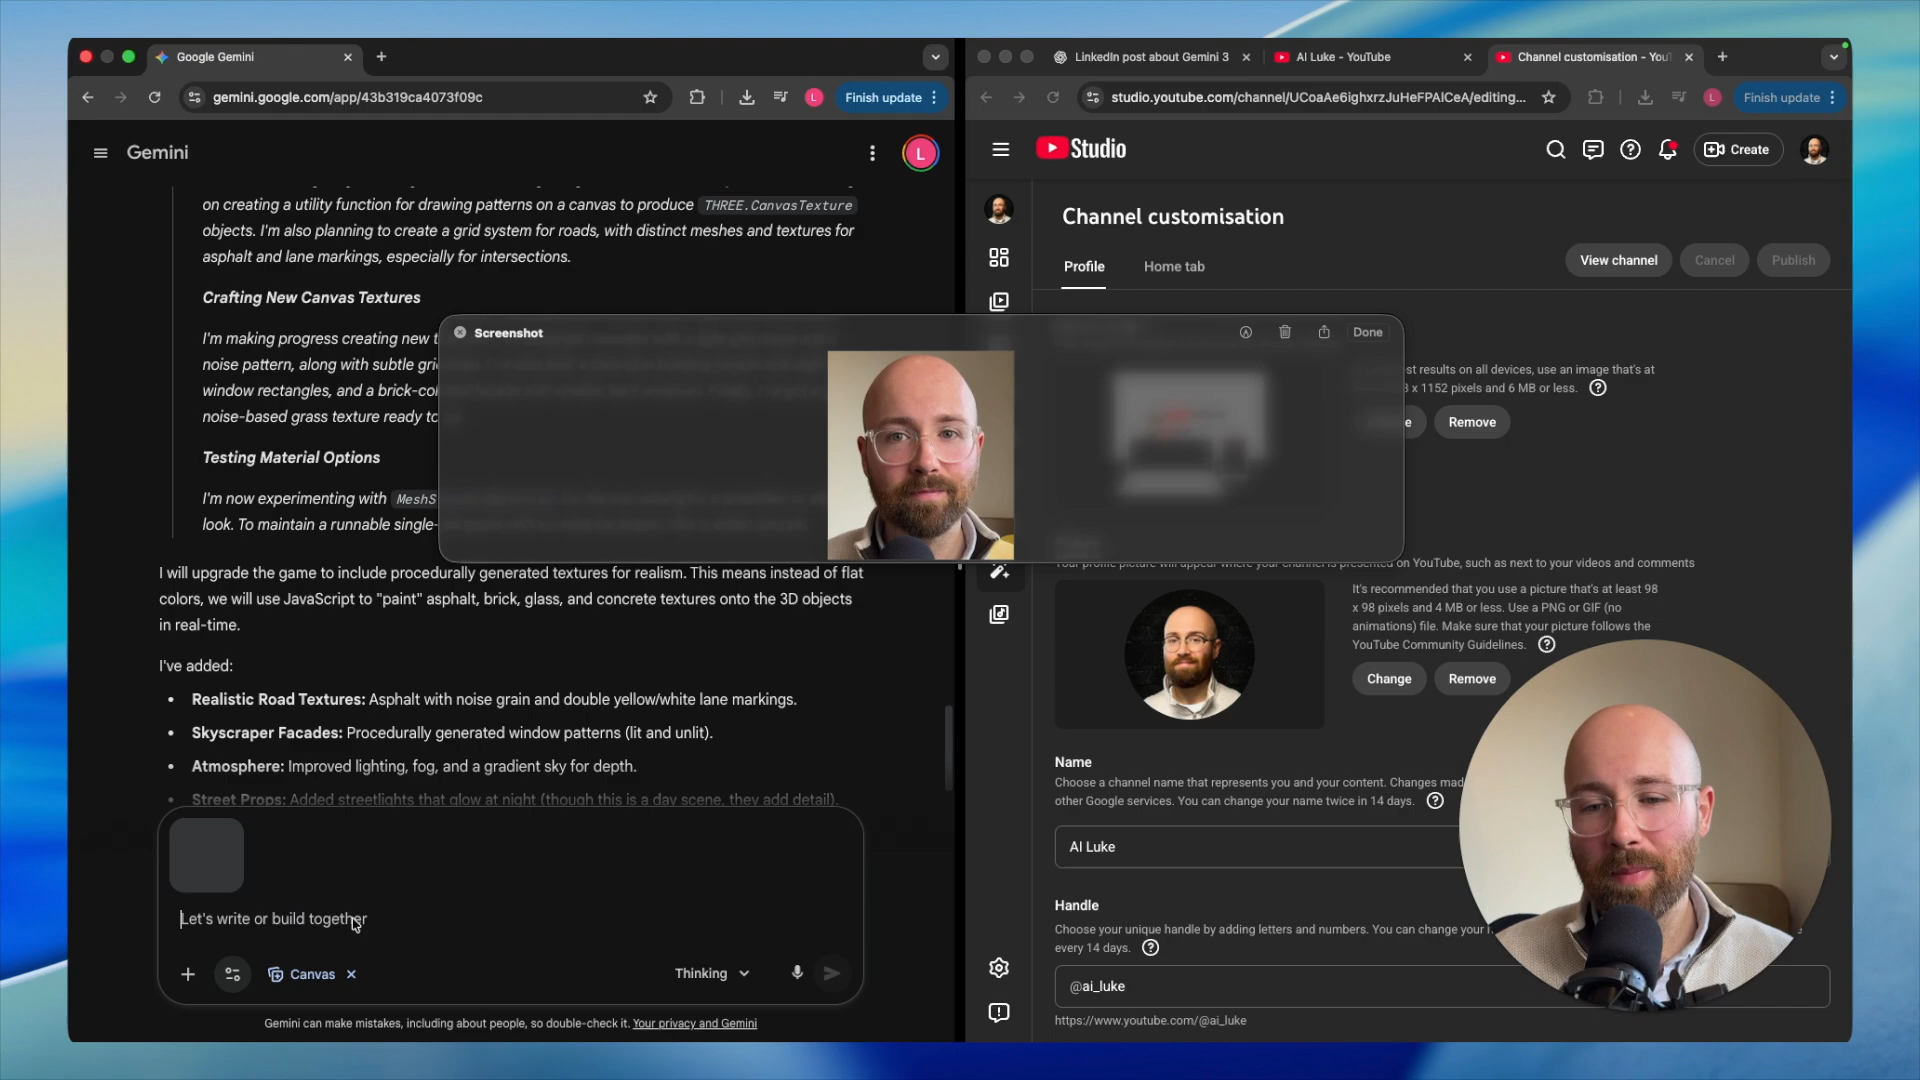 Google Gemini
gemini.google.com/app/43b319ca4073f09c
Finish update
L
Gemini
L
on creating a utility function for drawing patterns on a canvas to produce THREE.CanvasTexture
objects. I'm also planning to create a grid system for roads, with distinct meshes and textures for
asphalt and lane markings, especially for intersections.
Crafting New Canvas Textures
I'm making progress creating new
noise pattern, along with subtle
window rectangles, and a
noise-based grass texture ready to
Testing Material Options
I'm now experimenting with MeshS
look. To maintain a runnable single-
I will upgrade the game to include procedurally generated textures for realism. This means instead of flat
colors, we will use JavaScript to "paint" asphalt, brick, glass, and concrete textures onto the 3D objects
in real-time.
I've added:
• Realistic Road Textures: Asphalt with noise grain and double yellow/white lane markings.
• Skyscraper Facades: Procedurally generated window patterns (lit and unlit).
• Atmosphere: Improved lighting, fog, and a gradient sky for depth.
• Street Props: Added streetlights that glow at night (though this is a day scene, they add detail).
Let's write or build together
Canvas
Thinking
Gemini can make mistakes, including about people, so double-check it. Your privacy and Gemini
Screenshot
Done
LinkedIn post about Gemini 3
AI Luke - YouTube
Channel customisation - You
studio.youtube.com/channel/UCoaAe6ighxrzJuHeFPAlCeA/editing...
L
Finish update
Studio
Create
Channel customisation
Profile
Home tab
View channel
Cancel
Publish
st results on all devices, use an image that's at
x 1152 pixels and 6 MB or less.
Remove
Your profile picture will appear where your channel is presented on YouTube, such as next to your videos and comments
It's recommended that you use a picture that's at least 98
x 98 pixels and 4 MB or less. Use a PNG or GIF (no
animations) file. Make sure that your picture follows the
YouTube Community Guidelines.
Change
Remove
Name
Choose a channel name that represents you and your content. Changes mad
other Google services. You can change your name twice in 14 days.
AI Luke
Handle
Choose your unique handle by adding letters and numbers. You can change your
every 14 days.
@ai_luke
https://www.youtube.com/@ai_luke